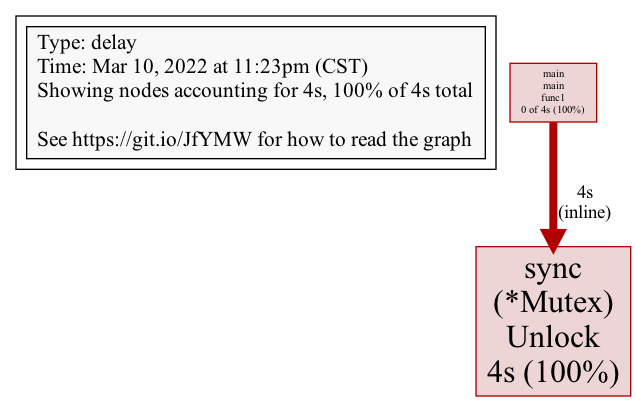 Type: delay
Time: Mar 10, 2022 at 11:23pm (CST)
Showing nodes accounting for 4s, 100% of 4s total
See https://git.io/JfYMW for how to read the graph
main
main
func1
0 of 4s (100%)
4s
(inline)
sync
(*Mutex)
Unlock
4s (100%)